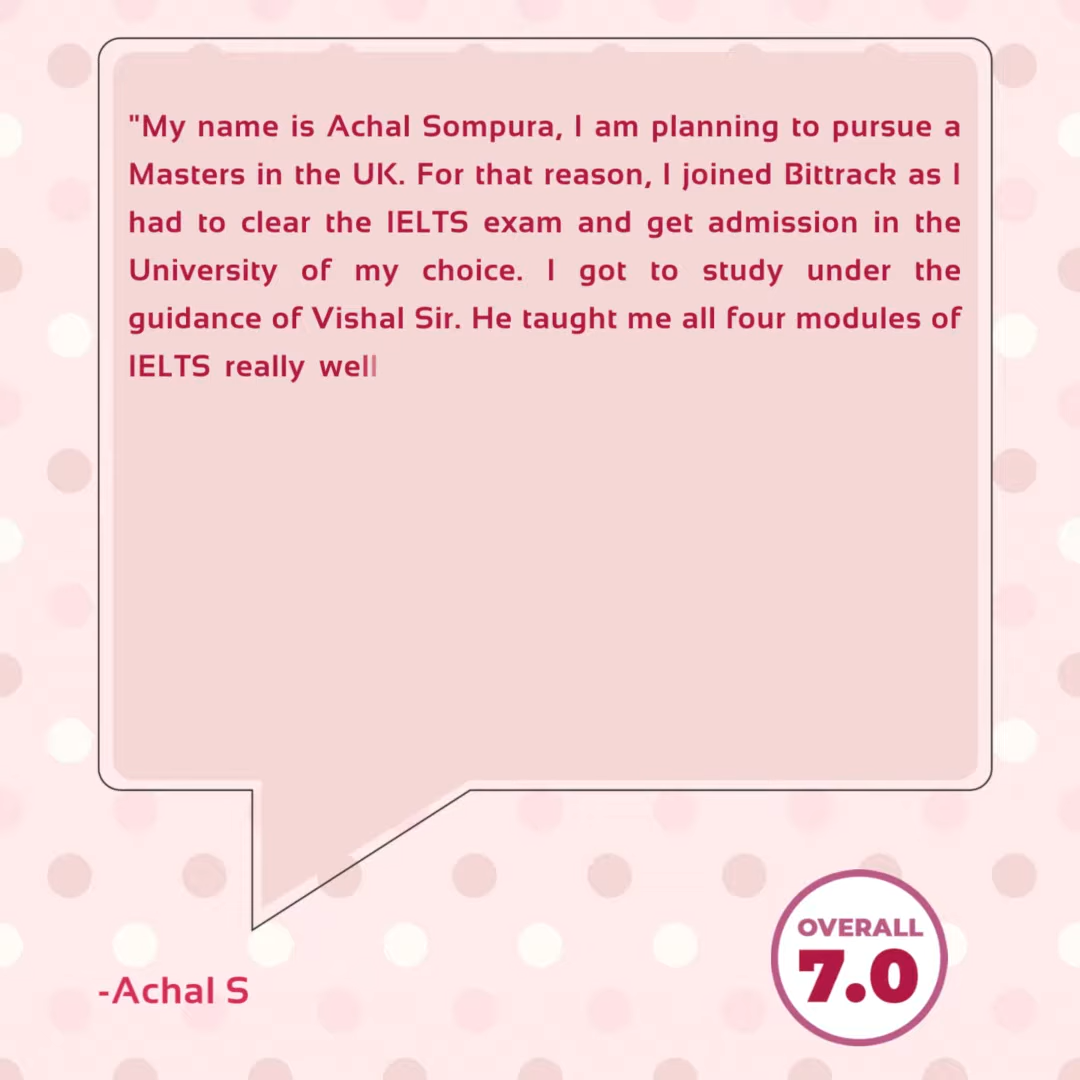 "My name is Achal Sompura, I am planning to pursue a
Masters in the UK. For that reason, I joined Bittrack as I
had to clear the IELTS exam and get admission in the
University of my choice. I got to study under the
guidance of Vishal Sir. He taught me all four modules of
IELTS really well
-Achal S
OVERALL
7.0